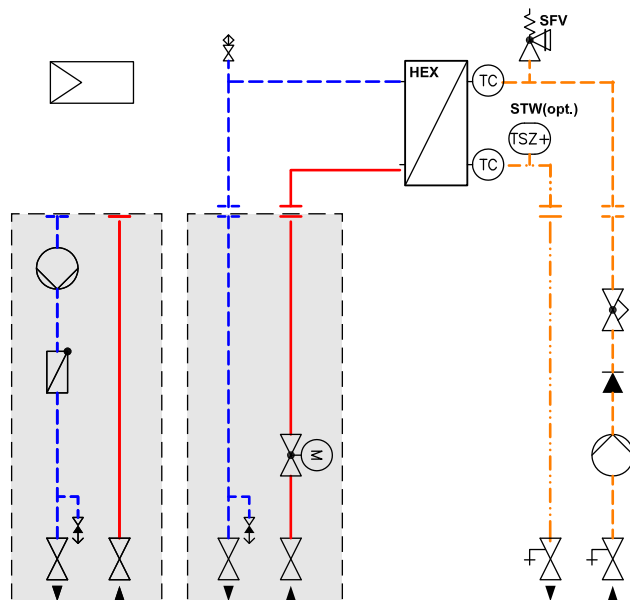 SFV
HEX
TC
STW(opt.)
TSZ+
TC
M